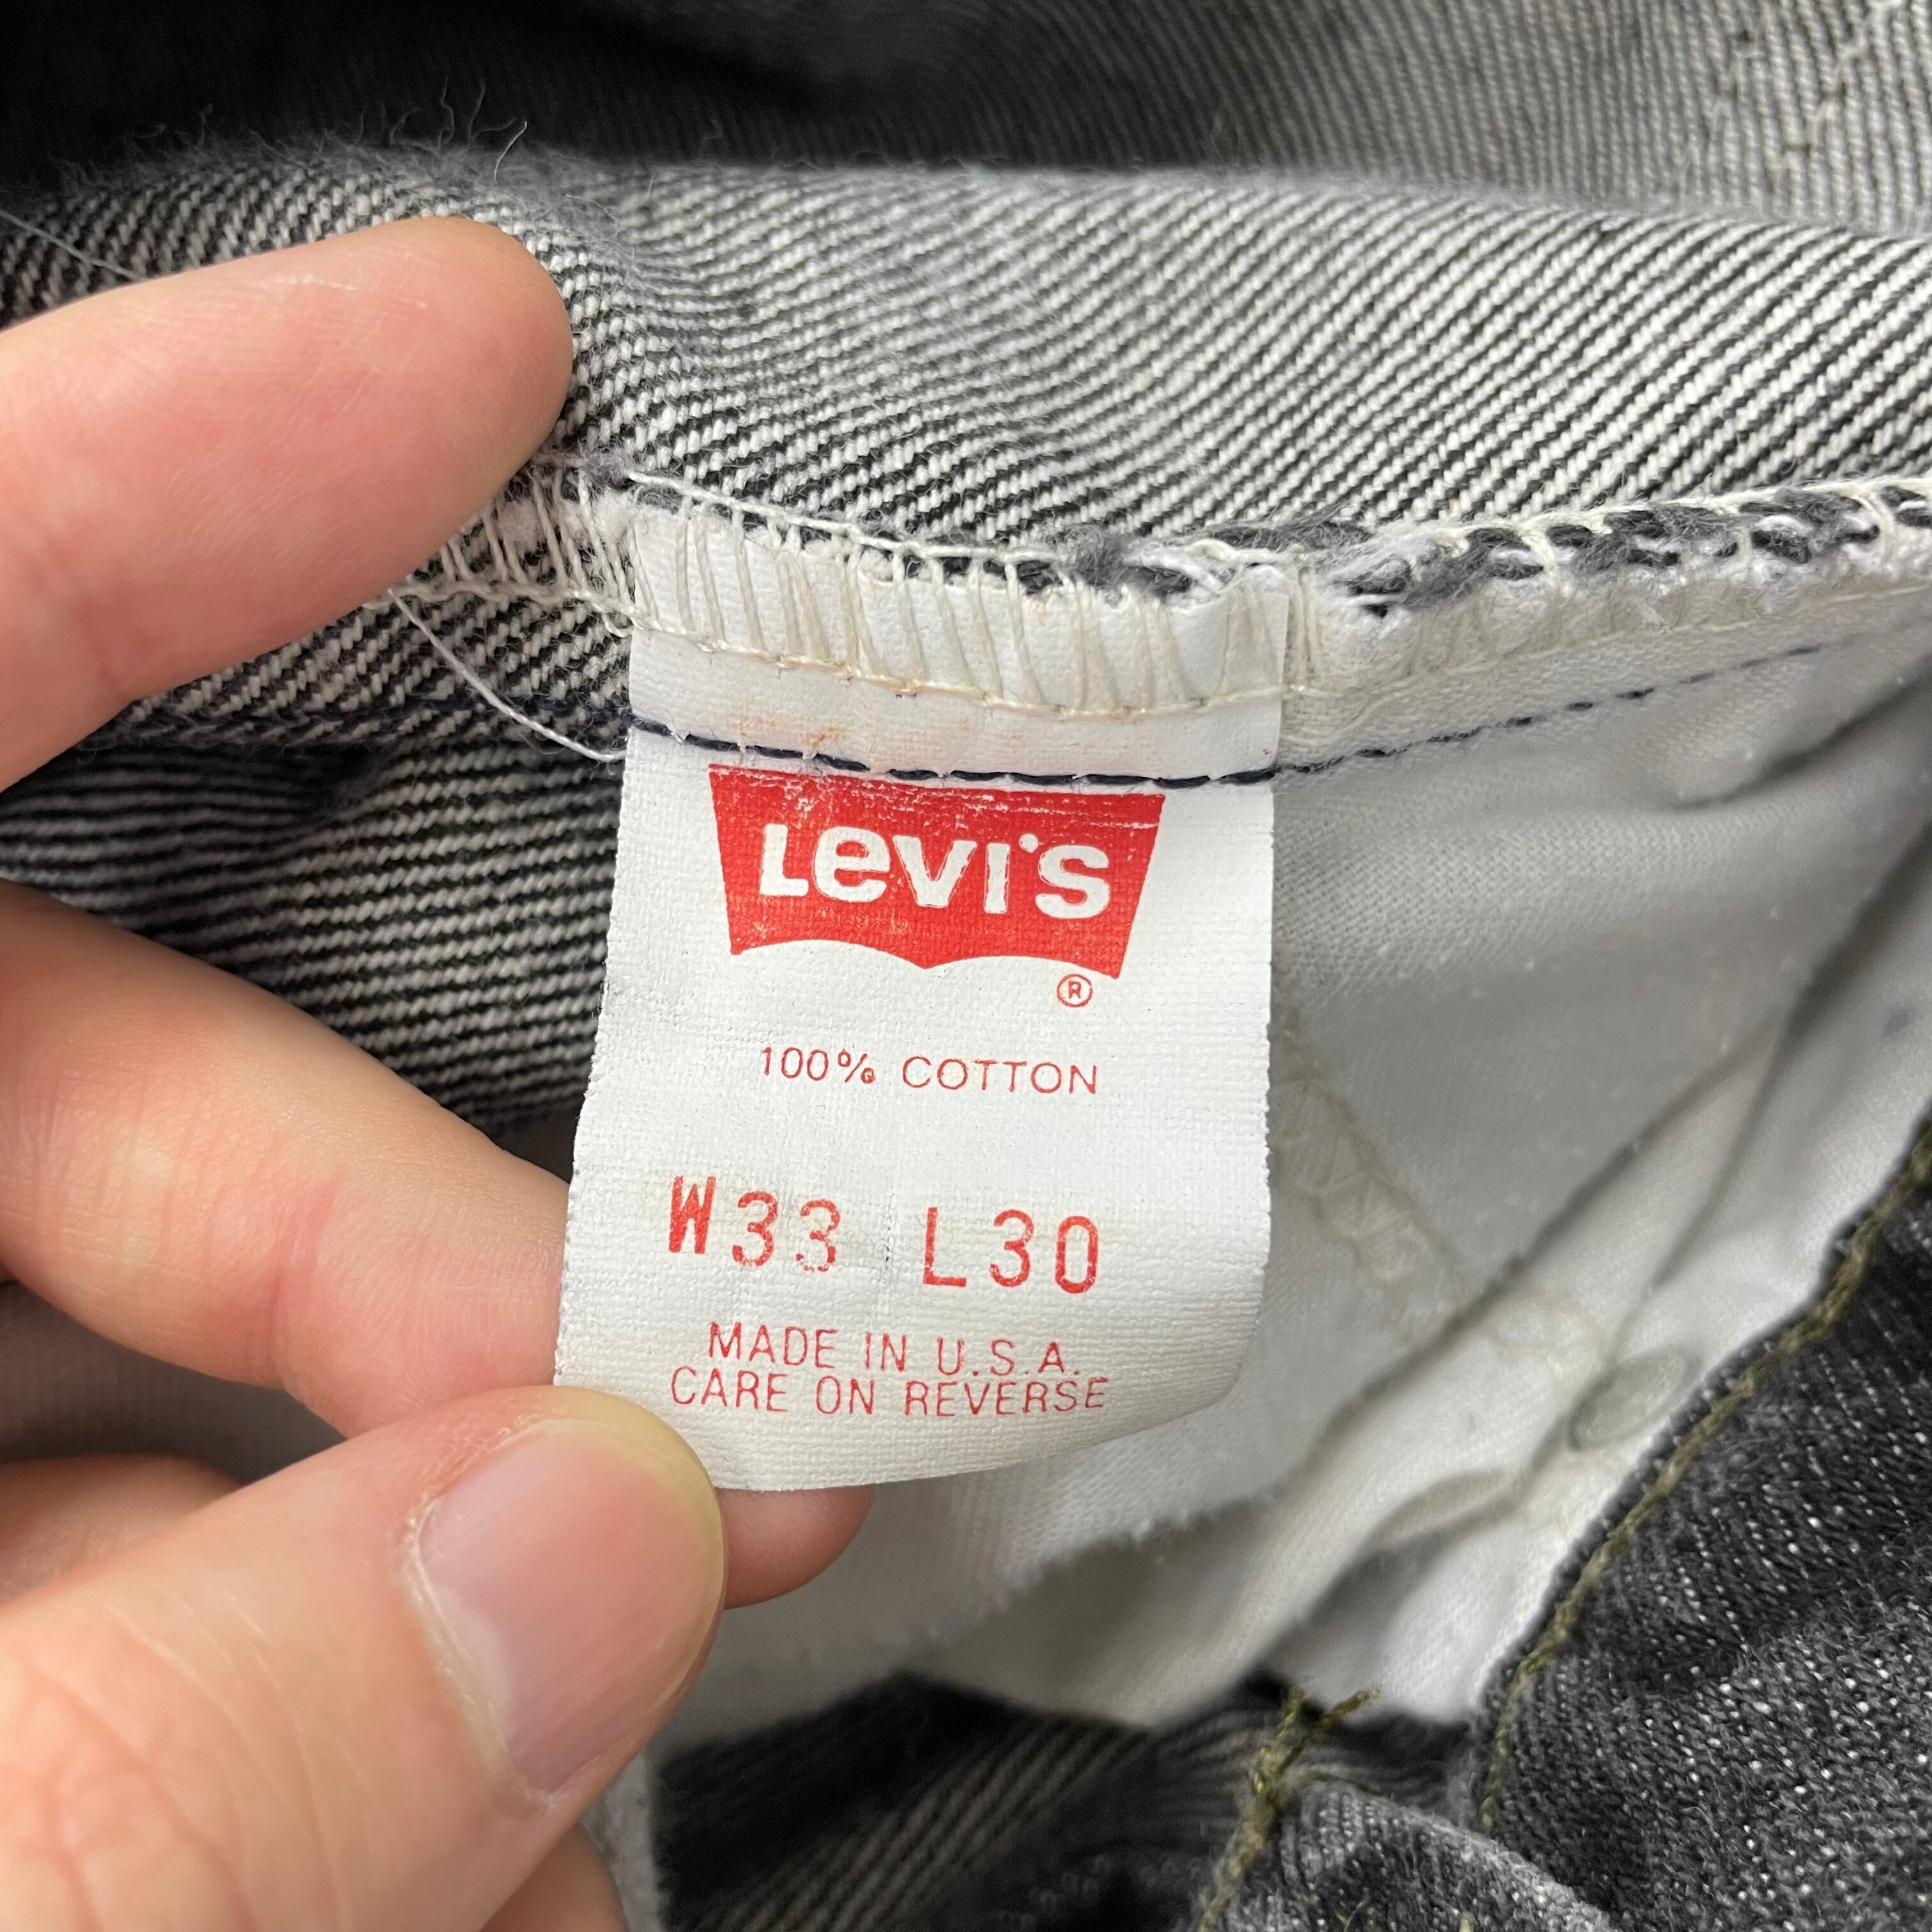 LEVI'S
®
100% COTTON
W33 L30
MADE IN U.S.A.
CARE ON REVERSE